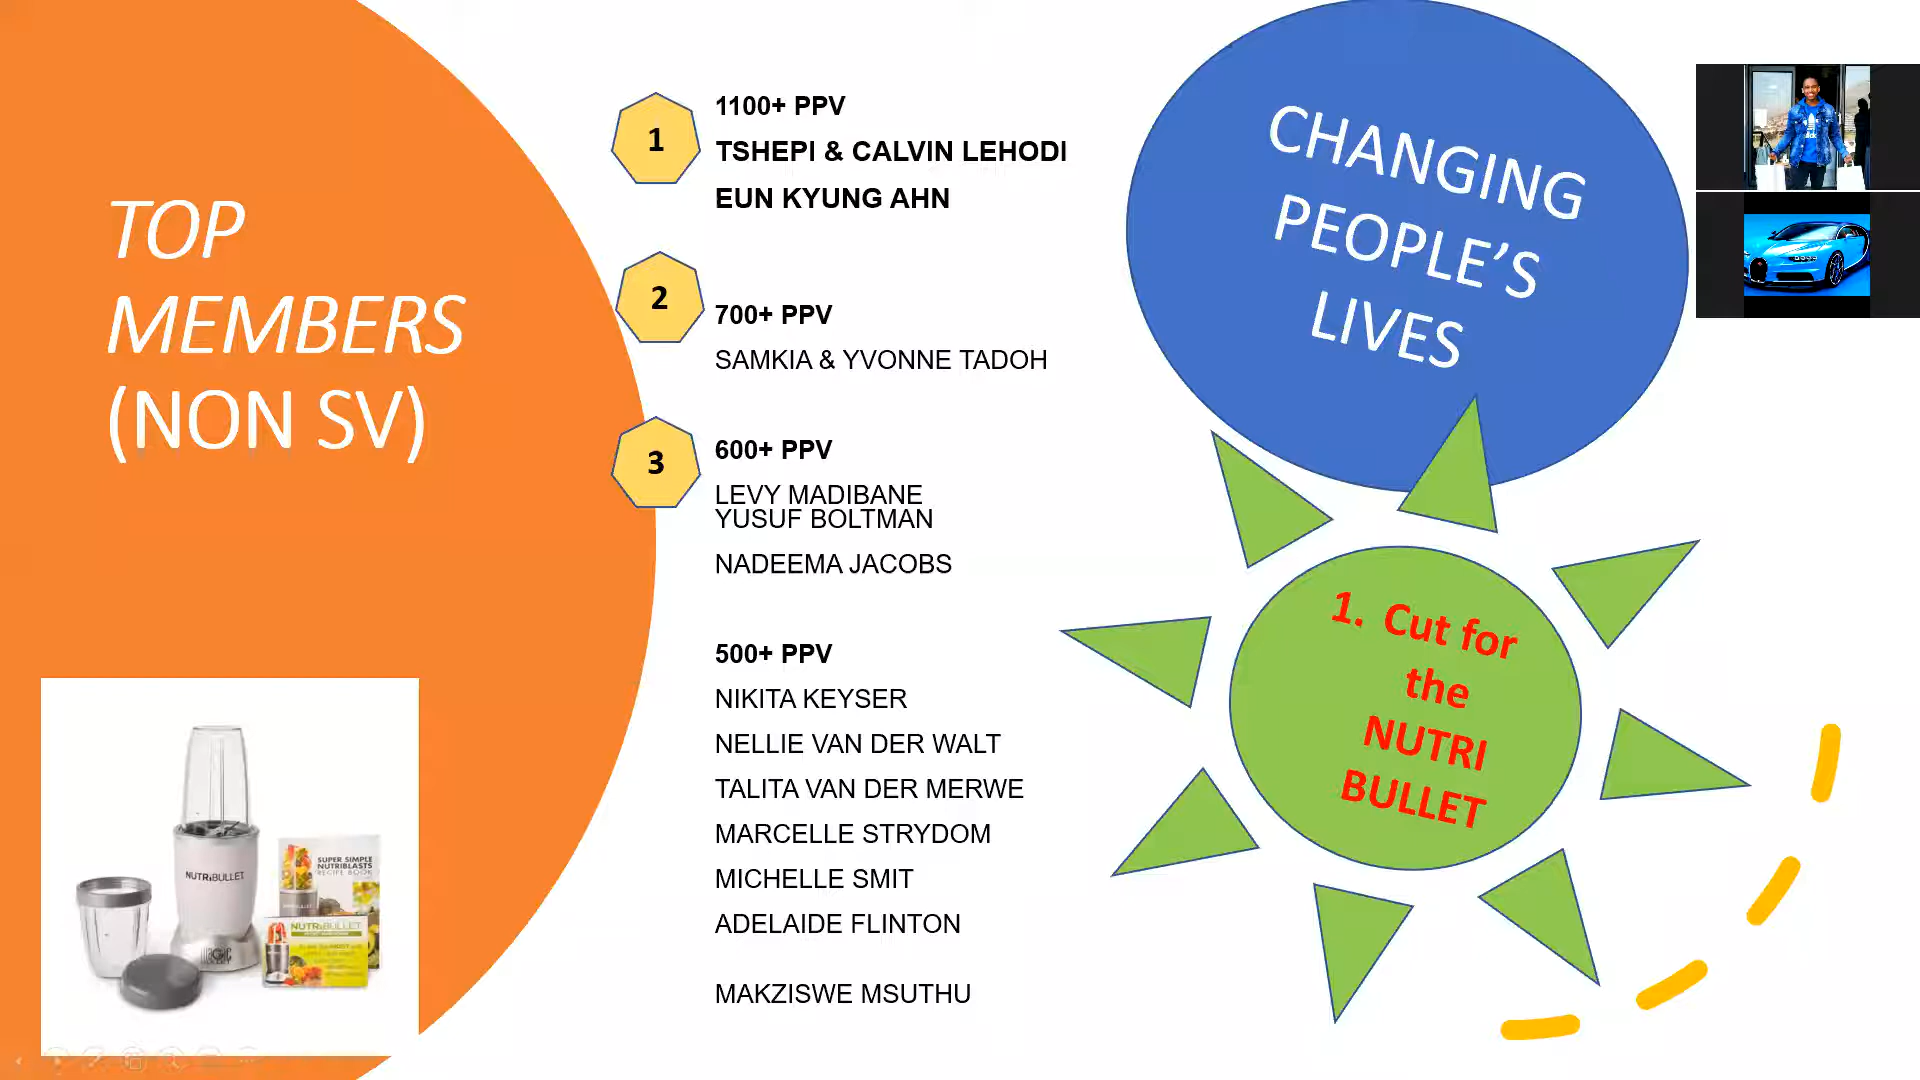 TOP
MEMBERS
(NON SV)
1
1100+ PPV
TSHEPI & CALVIN LEHODI
EUN KYUNG AHN
2
700+ PPV
SAMKIA & YVONNE TADOH
3
600+ PPV
LEVY MADIBANE
YUSUF BOLTMAN
NADEEMA JACOBS
500+ PPV
NIKITA KEYSER
NELLIE VAN DER WALT
TALITA VAN DER MERWE
MARCELLE STRYDOM
MICHELLE SMIT
ADELAIDE FLINTON
MAKZISWE MSUTHU
CHANGING
PEOPLE’S
LIVES
1. Cut for
the
NUTRI
BULLET
NUTRiBULLET
SUPER SIMPLE
NUTRIBLASTS
RECIPE BOOK
NUTRiBULLET